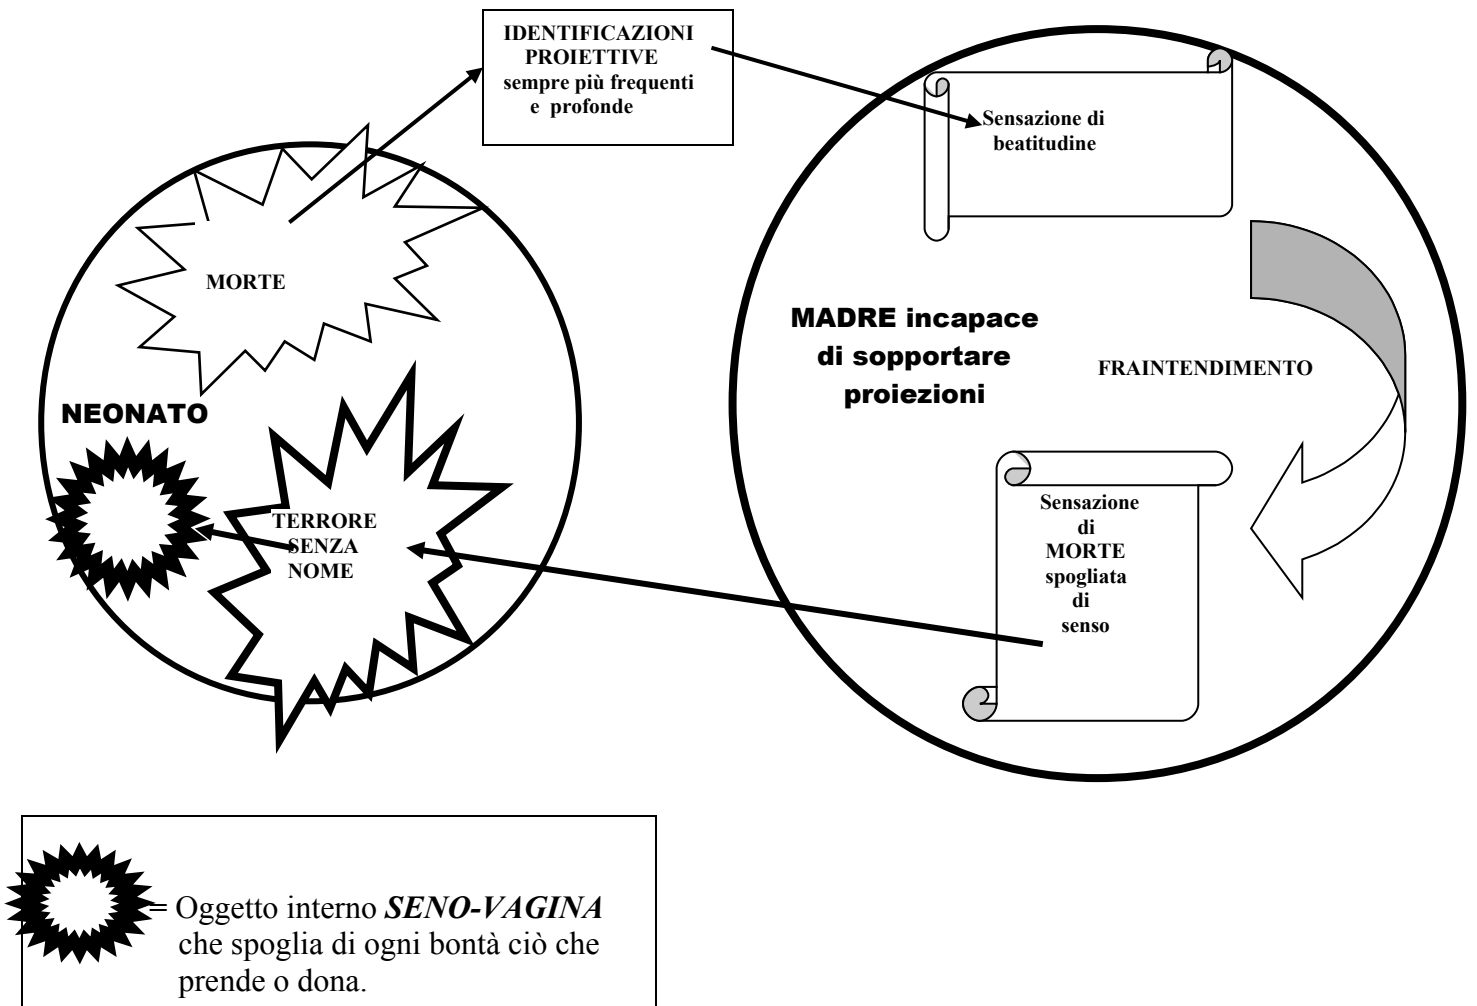 IDENTIFICAZIONI
PROIETTIVE
sempre più frequenti
e profonde
Sensazione di
beatitudine
MORTE
MADRE incapace
di sopportare
proiezioni
FRAINTENDIMENTO
NEONATO
TERRORE
SENZA
NOME
Sensazione
di
MORTE
spogliata
di
senso
= Oggetto interno SENO-VAGINA
che spoglia di ogni bontà ciò che
prende o dona.